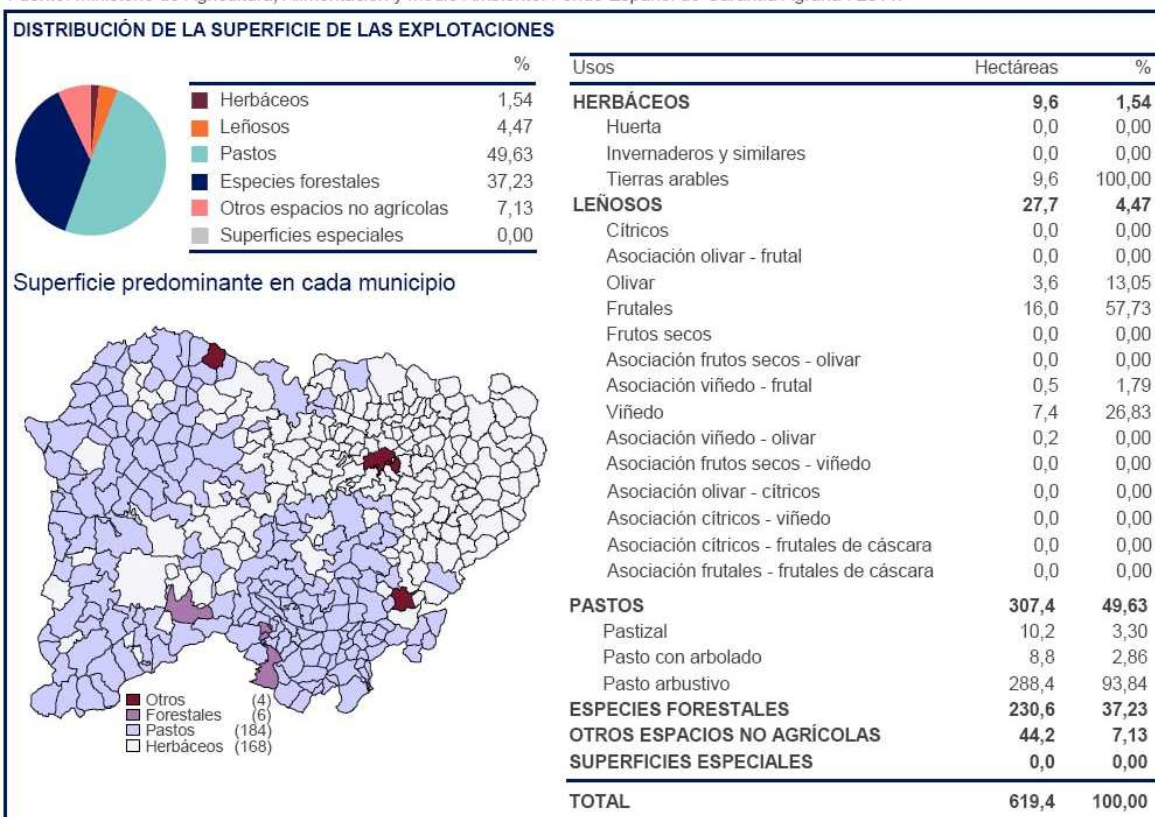 DISTRIBUCIÓN DE LA SUPERFICIE DE LAS EXPLOTACIONES
%
Herbáceos 1,54
Leñosos 4,47
Pastos 49,63
Especies forestales 37,23
Otros espacios no agrícolas 7,13
Superficies especiales 0,00
Superficie predominante en cada municipio
Otros (4)
Forestales (6)
Pastos (184)
Herbáceos (168)
Usos Hectáreas %
HERBÁCEOS 9,6 1,54
Huerta 0,0 0,00
Invernaderos y similares 0,0 0,00
Tierras arables 9,6 100,00
LEÑOSOS 27,7 4,47
Cítricos 0,0 0,00
Asociación olivar - frutal 0,0 0,00
Olivar 3,6 13,05
Frutales 16,0 57,73
Frutos secos 0,0 0,00
Asociación frutos secos - olivar 0,0 0,00
Asociación viñedo - frutal 0,5 1,79
Viñedo 7,4 26,83
Asociación viñedo - olivar 0,2 0,00
Asociación frutos secos - viñedo 0,0 0,00
Asociación olivar - cítricos 0,0 0,00
Asociación cítricos - viñedo 0,0 0,00
Asociación cítricos - frutales de cáscara 0,0 0,00
Asociación frutales - frutales de cáscara 0,0 0,00
PASTOS 307,4 49,63
Pastizal 10,2 3,30
Pasto con arbolado 8,8 2,86
Pasto arbustivo 288,4 93,84
ESPECIES FORESTALES 230,6 37,23
OTROS ESPACIOS NO AGRÍCOLAS 44,2 7,13
SUPERFICIES ESPECIALES 0,0 0,00
TOTAL 619,4 100,00